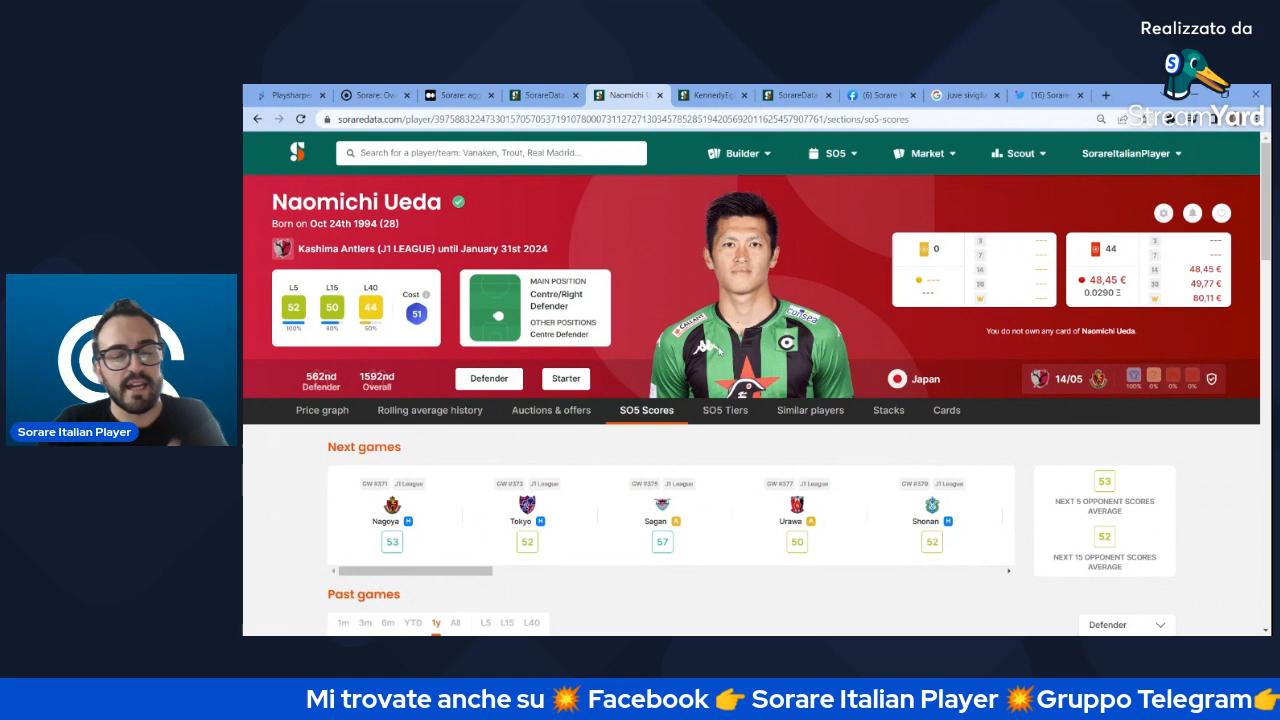 Realizzato da
StreamYard
Playsharper
Sorare: Ove
Sorare: agg
SorareData
Naomichi U
KennedyEg
SorareData
(6) Sorare I
juve siviglia
(16) Sorare
soraredata.com/player/39758832247330157057053719107800073112727130345785285194205692011625457907761/sections/so5-scores
Search for a player/team: Vanaken, Trout, Real Madrid...
Builder
SO5
Market
Scout
SorareItalianPlayer
Naomichi Ueda
Born on Oct 24th 1994 (28)
Kashima Antlers (J1 LEAGUE) until January 31st 2024
L5 L15 L40 Cost
52 50 44 51
100% 80% 50%
MAIN POSITION
Centre/Right
Defender
OTHER POSITIONS
Centre Defender
0
3 ---
7 ---
14 ---
30 ---
---
44
3 ---
7 ---
48,45 € 14 48,45 €
0.0290 Ξ 30 49,77 €
80,11 €
You do not own any card of Naomichi Ueda.
562nd
Defender
1592nd
Overall
Defender
Starter
Japan
14/05
100% 0% 0% 0%
Price graph
Rolling average history
Auctions & offers
SO5 Scores
SO5 Tiers
Similar players
Stacks
Cards
Next games
GW #371 J1 League
Nagoya H
53
GW #373 J1 League
Tokyo H
52
GW #375 J1 League
Sagan A
57
GW #377 J1 League
Urawa A
50
GW #379 J1 League
Shonan H
52
53
NEXT 5 OPPONENT SCORES
AVERAGE
52
NEXT 15 OPPONENT SCORES
AVERAGE
Past games
1m 3m 6m YTD 1y All L5 L15 L40
Defender
Sorare Italian Player
Mi trovate anche su 💥 Facebook 👉 Sorare Italian Player 💥Gruppo Telegram👉